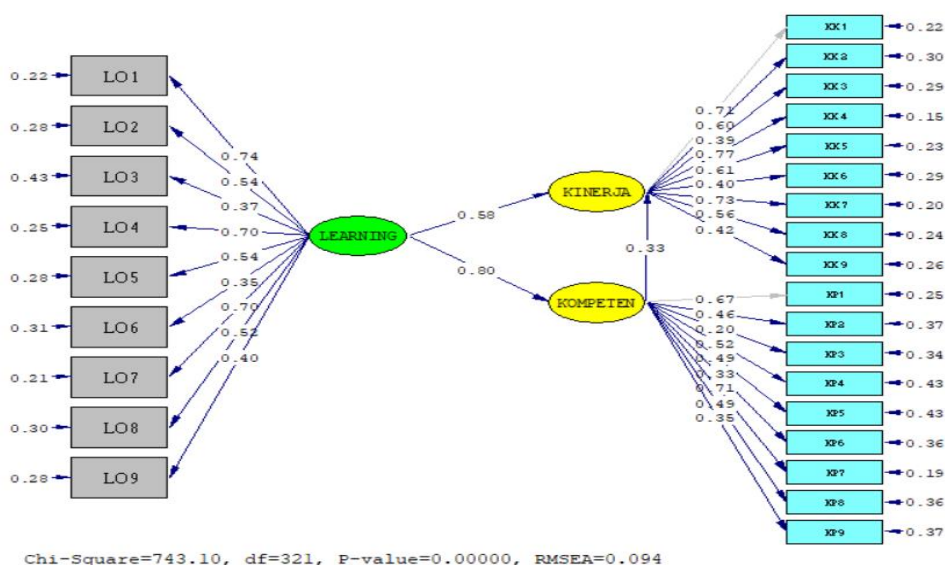 0.22 LO1
0.28 LO2
0.43 LO3
0.25 LO4
0.28 LO5
0.31 LO6
0.21 LO7
0.30 LO8
0.28 LO9
0.74
0.54
0.37
0.70
0.54
0.35
0.70
0.52
0.40
LEARNING
0.58
0.80
KINERJA
0.33
KOMPETEN
0.71
0.60
0.39
0.77
0.61
0.40
0.73
0.56
0.42
0.67
0.46
0.20
0.52
0.49
0.33
0.71
0.49
0.35
KK1 0.22
KK2 0.30
KK3 0.29
KK4 0.15
KK5 0.23
KK6 0.29
KK7 0.20
KK8 0.24
KK9 0.26
KP1 0.25
KP2 0.37
KP3 0.34
KP4 0.43
KP5 0.43
KP6 0.36
KP7 0.19
KP8 0.36
KP9 0.37
Chi-Square=743.10, df=321, P-value=0.00000, RMSEA=0.094